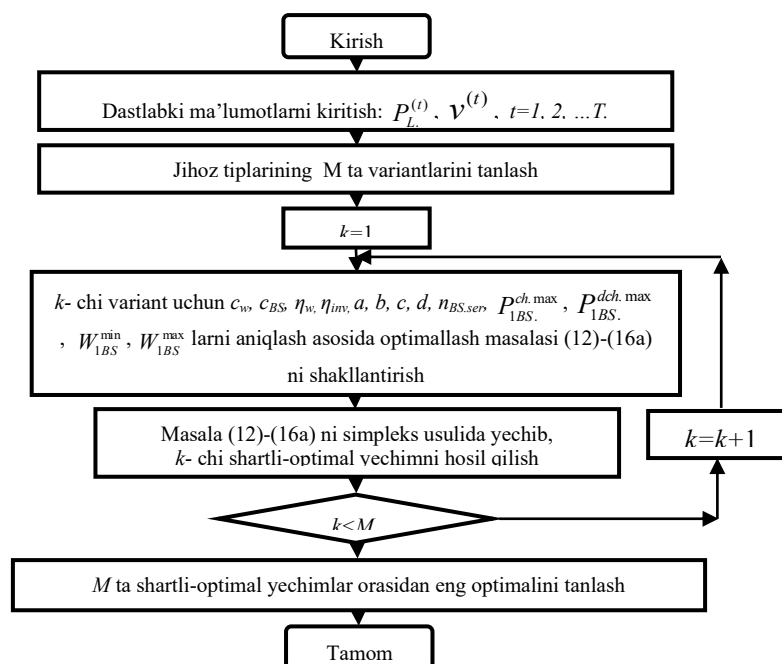 Kirish
Dastlabki ma'lumotlarni kiritish: P_L.^(t), v^(t), t=1, 2, ...T.
Jihoz tiplarining M ta variantlarini tanlash
k=1
k- chi variant uchun c_w, c_BS, η_w, η_inv, a, b, c, d, n_BS.ser, P_1BS.^ch.max, P_1BS.^dch.max
, W_1BS^min, W_1BS^max larni aniqlash asosida optimallash masalasi (12)-(16a)
ni shakllantirish
Masala (12)-(16a) ni simpleks usulida yechib,
k- chi shartli-optimal yechimni hosil qilish
k=k+1
k<M
M ta shartli-optimal yechimlar orasidan eng optimalini tanlash
Tamom